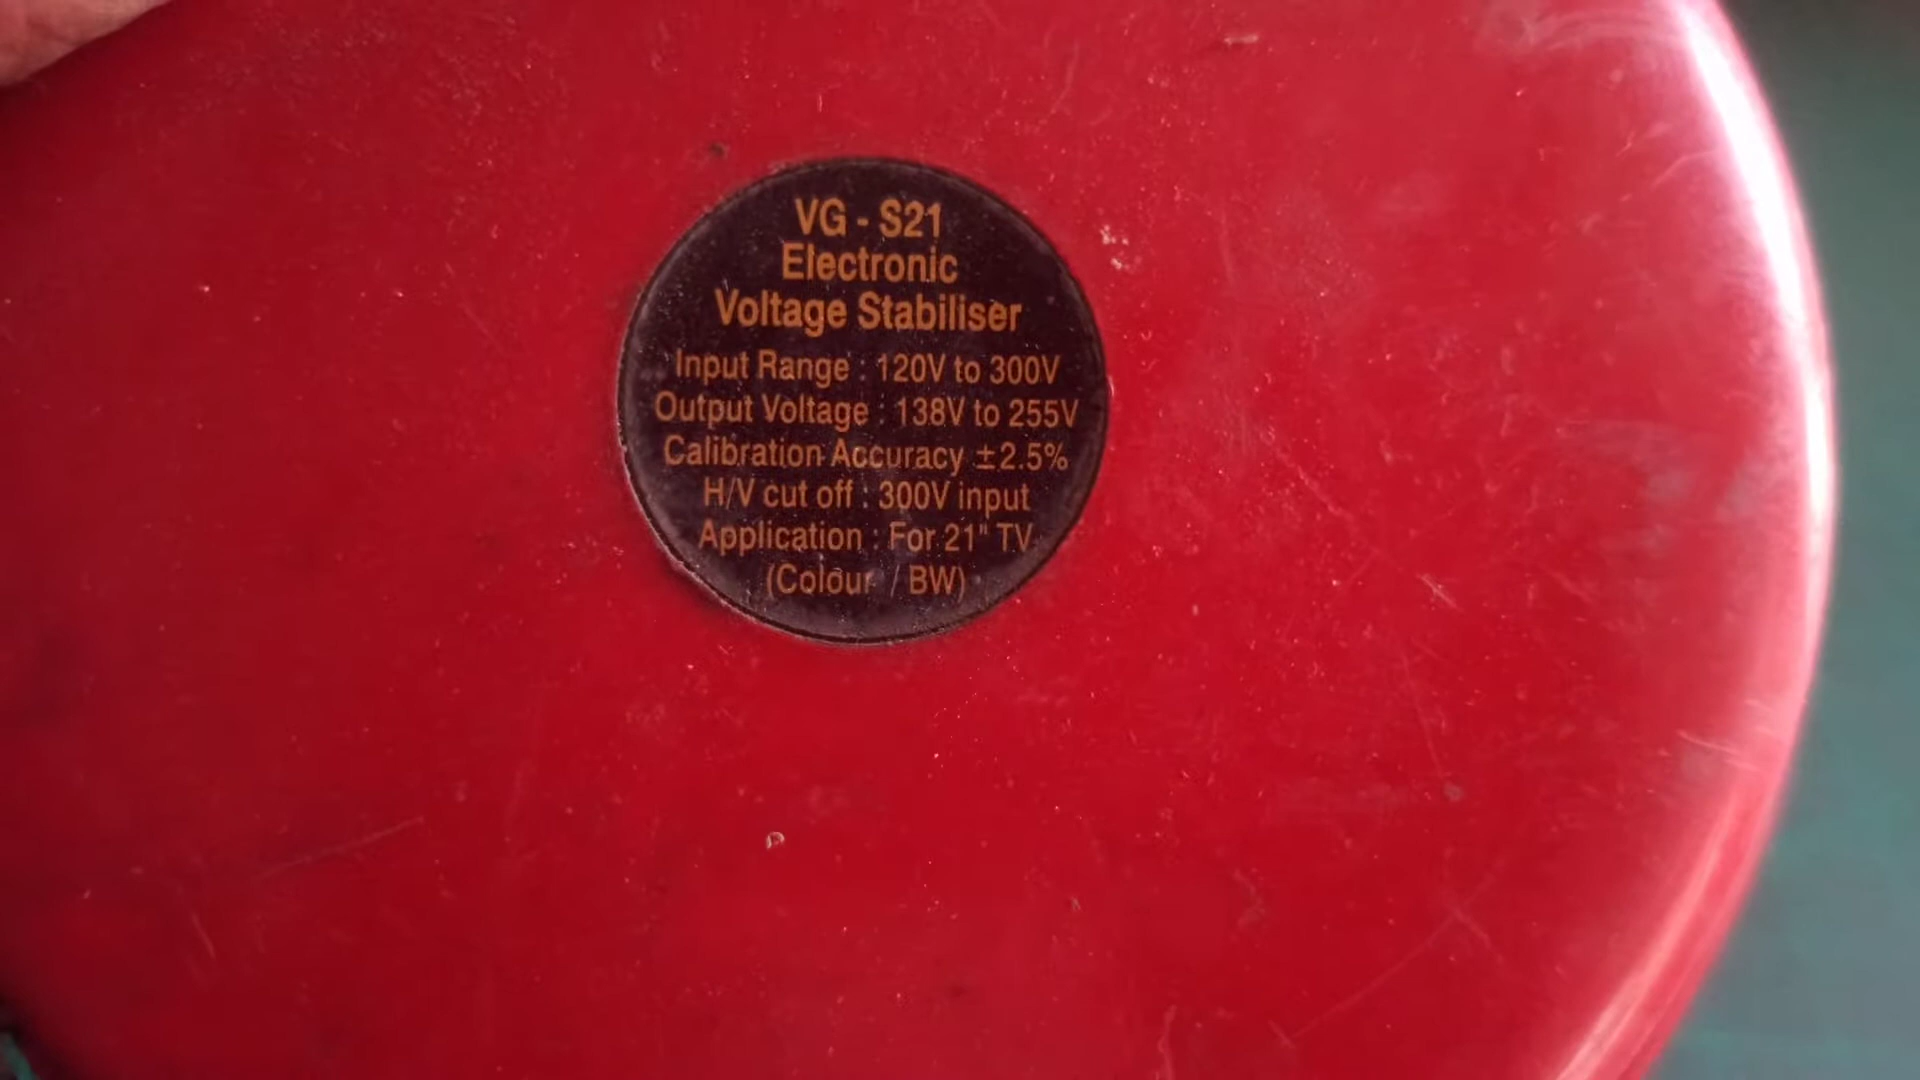 VG - S21
Electronic
Voltage Stabiliser
Input Range : 120V to 300V
Output Voltage : 138V to 255V
Calibration Accuracy ±2.5%
H/V cut off : 300V input
Application : For 21" TV
(Colour / BW)